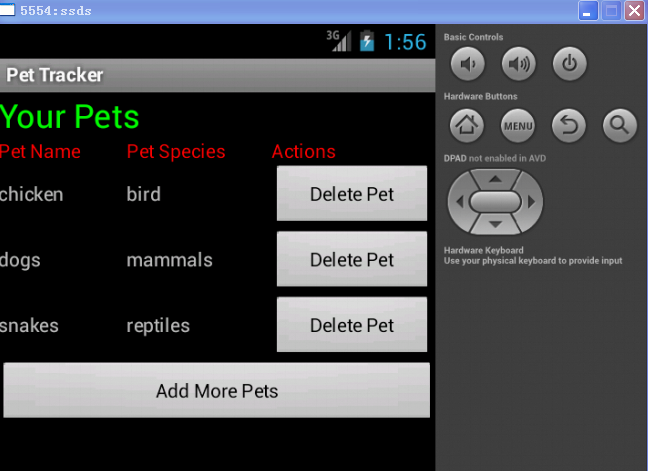 5554:ssds
3G 1:56
Pet Tracker
Your Pets
Pet Name Pet Species Actions
chicken bird Delete Pet
dogs mammals Delete Pet
snakes reptiles Delete Pet
Add More Pets
Basic Controls
Hardware Buttons
MENU
DPAD not enabled in AVD
Hardware Keyboard
Use your physical keyboard to provide input